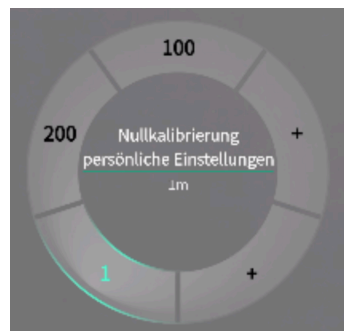 100
200
+
Nullkalibrierung
persönliche Einstellungen
1m
1
+